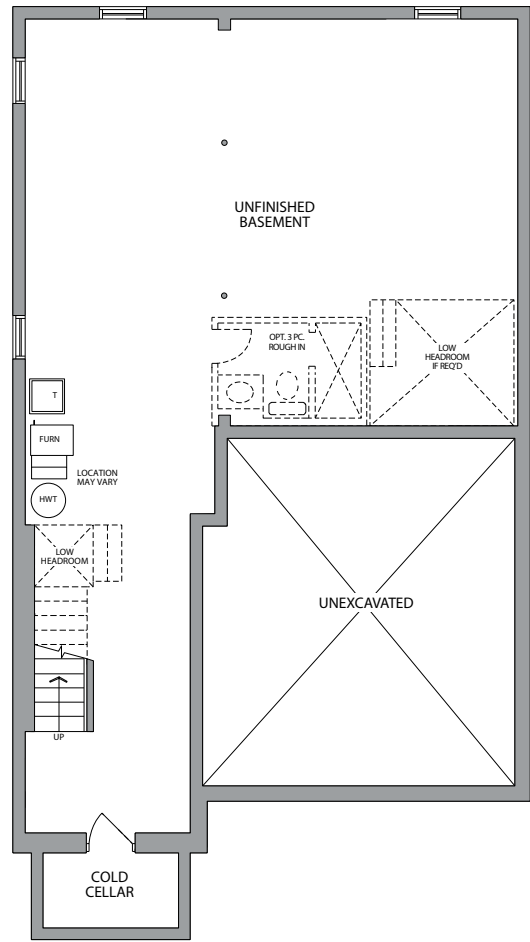 UNFINISHED
BASEMENT
OPT. 3 PC.
ROUGH IN
LOW
HEADROOM
IF REQ'D
T
FURN
LOCATION
MAY VARY
HWT
LOW
HEADROOM
UNEXCAVATED
UP
COLD
CELLAR